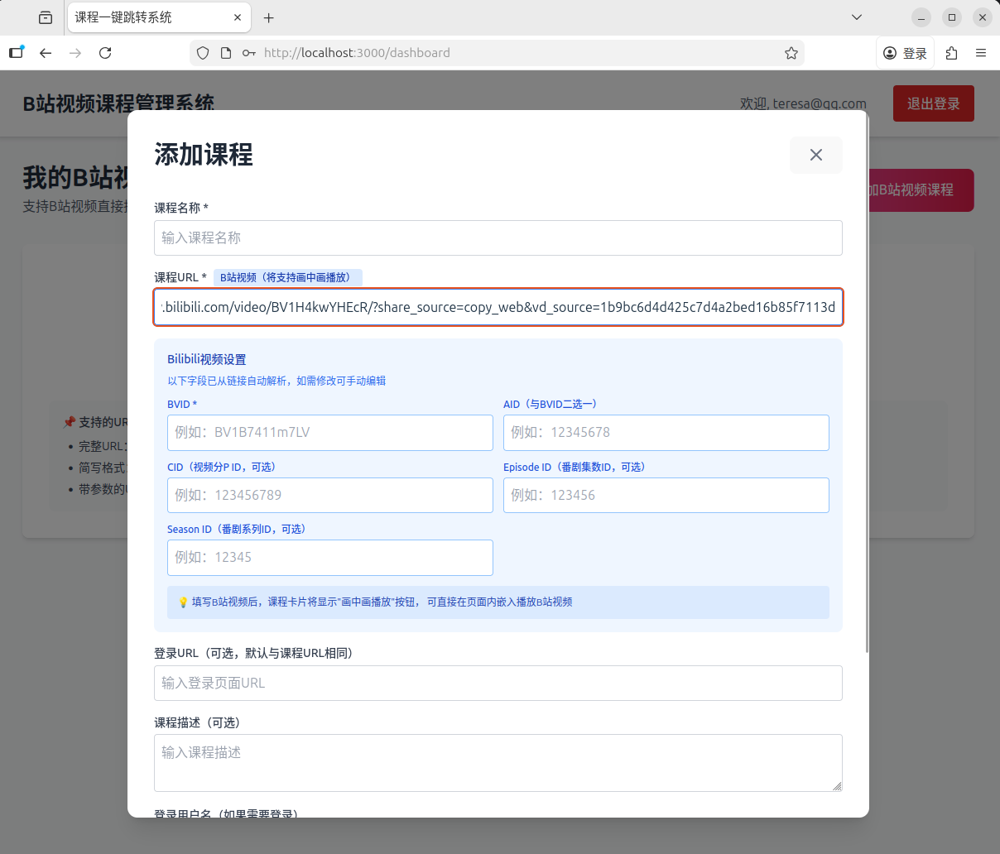 课程一键跳转系统
http://localhost:3000/dashboard
登录
B站视频课程管理系统
欢迎, teresa@qq.com
退出登录
我的B站视
支持B站视频直接
加B站视频课程
添加课程
课程名称 *
输入课程名称
课程URL *
B站视频（将支持画中画播放）
.bilibili.com/video/BV1H4kwYHEcR/?share_source=copy_web&vd_source=1b9bc6d4d425c7d4a2bed16b85f7113d
Bilibili视频设置
以下字段已从链接自动解析，如需修改可手动编辑
BVID *
AID（与BVID二选一）
例如：BV1B7411m7LV
例如：12345678
CID（视频分P ID，可选）
Episode ID（番剧集数ID，可选）
例如：123456789
例如：123456
Season ID（番剧系列ID，可选）
例如：12345
💡 填写B站视频后，课程卡片将显示"画中画播放"按钮， 可直接在页面内嵌入播放B站视频
📌 支持的UR
• 完整URL：
• 简写格式
• 带参数的U
登录URL（可选，默认与课程URL相同）
输入登录页面URL
课程描述（可选）
输入课程描述
登录用户名（如果需要登录）